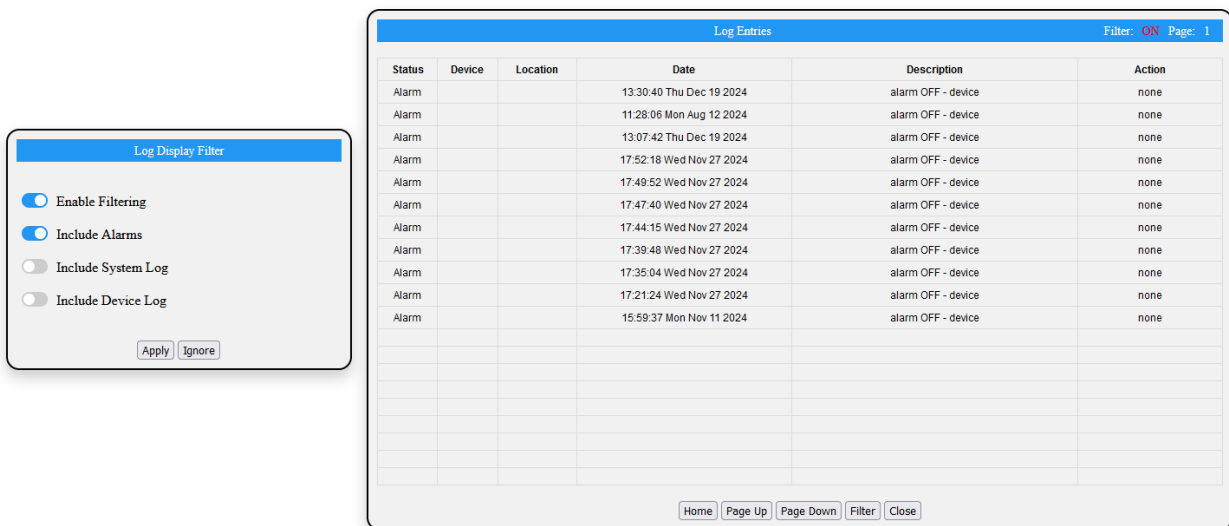 Log Display Filter
Enable Filtering
Include Alarms
Include System Log
Include Device Log
Apply Ignore
Log Entries Filter: ON Page: 1
Status Device Location Date Description Action
Alarm 13:30:40 Thu Dec 19 2024 alarm OFF - device none
Alarm 11:28:06 Mon Aug 12 2024 alarm OFF - device none
Alarm 13:07:42 Thu Dec 19 2024 alarm OFF - device none
Alarm 17:52:18 Wed Nov 27 2024 alarm OFF - device none
Alarm 17:49:52 Wed Nov 27 2024 alarm OFF - device none
Alarm 17:47:40 Wed Nov 27 2024 alarm OFF - device none
Alarm 17:44:15 Wed Nov 27 2024 alarm OFF - device none
Alarm 17:39:48 Wed Nov 27 2024 alarm OFF - device none
Alarm 17:35:04 Wed Nov 27 2024 alarm OFF - device none
Alarm 17:21:24 Wed Nov 27 2024 alarm OFF - device none
Alarm 15:59:37 Mon Nov 11 2024 alarm OFF - device none
Home Page Up Page Down Filter Close